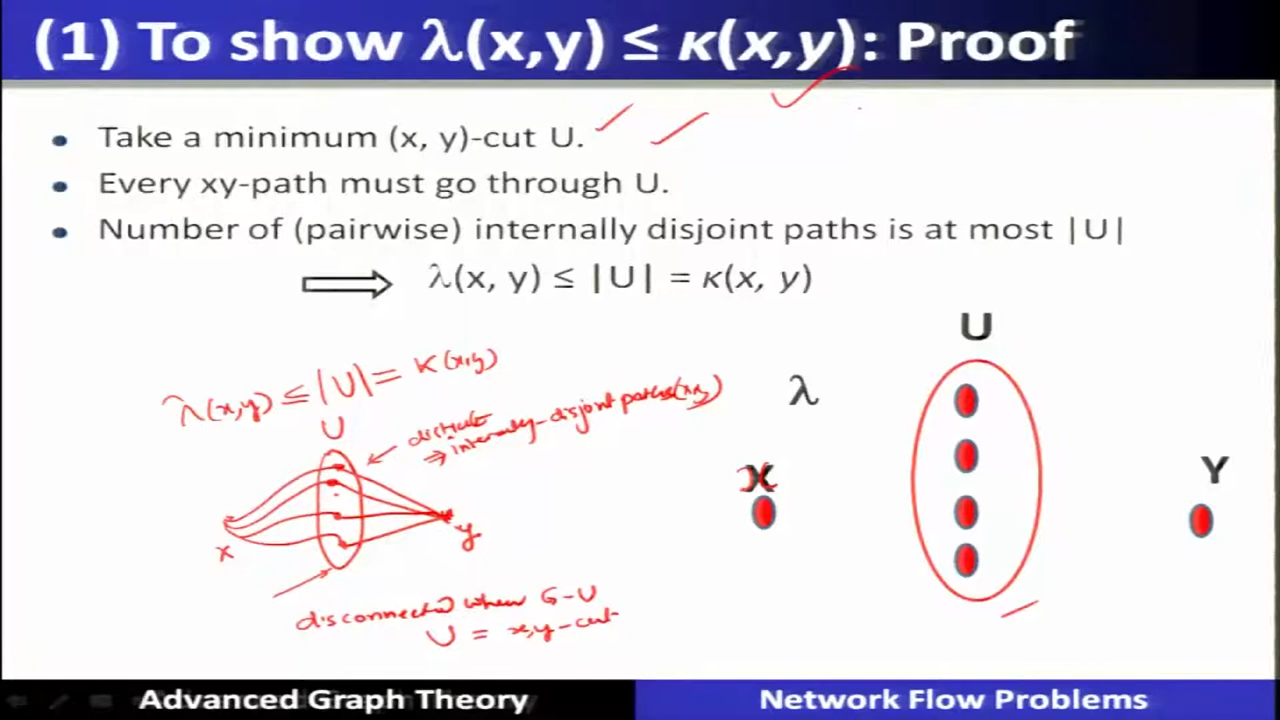 (1) To show λ(x,y) ≤ κ(x,y): Proof
• Take a minimum (x, y)-cut U.
• Every xy-path must go through U.
• Number of (pairwise) internally disjoint paths is at most |U|
λ(x, y) ≤ |U| = κ(x, y)
λ(x,y) ≤ |U| = κ(x,y)
U
⇒ internally-disjoint paths
x
y
disconnected when G-U
U = x,y-cut
U
λ
X
Y
Advanced Graph Theory
Network Flow Problems